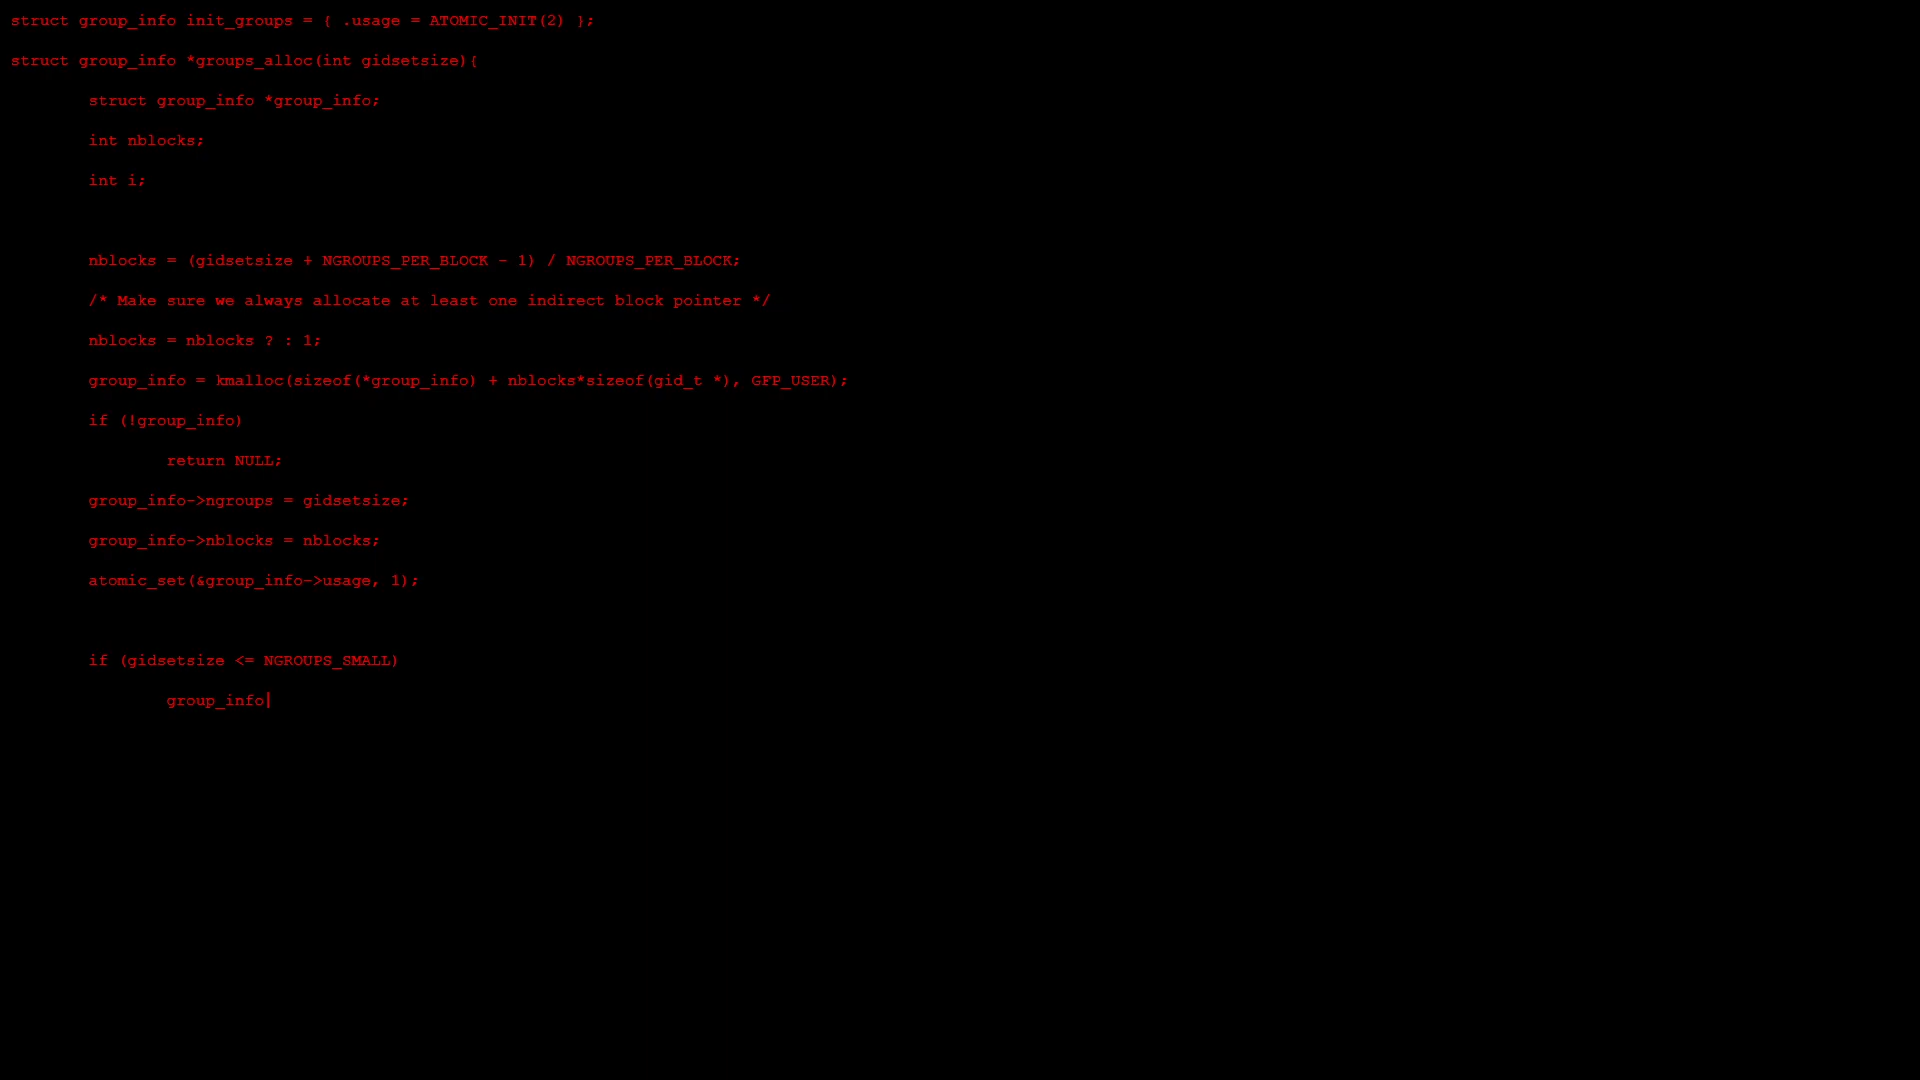 struct group_info init_groups = { .usage = ATOMIC_INIT(2) };
struct group_info *groups_alloc(int gidsetsize){
struct group_info *group_info;
int nblocks;
int i;
nblocks = (gidsetsize + NGROUPS_PER_BLOCK - 1) / NGROUPS_PER_BLOCK;
/* Make sure we always allocate at least one indirect block pointer */
nblocks = nblocks ? : 1;
group_info = kmalloc(sizeof(*group_info) + nblocks*sizeof(gid_t *), GFP_USER);
if (!group_info)
return NULL;
group_info->ngroups = gidsetsize;
group_info->nblocks = nblocks;
atomic_set(&group_info->usage, 1);
if (gidsetsize <= NGROUPS_SMALL)
group_info|